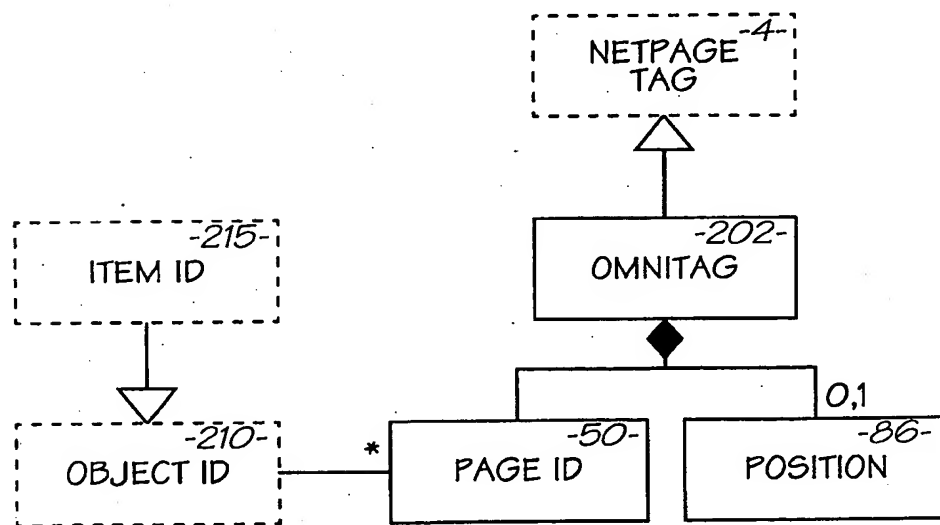 -4-
NETPAGE
TAG
-215-
ITEM ID
-202-
OMNITAG
0,1
-210-
OBJECT ID
*
-50-
PAGE ID
-86-
POSITION